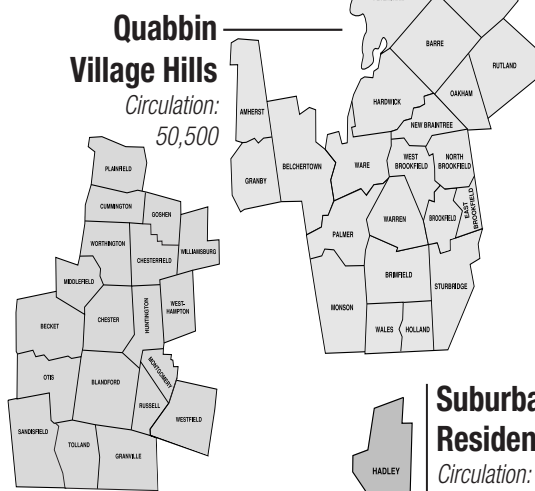 Quabbin
Village Hills
Circulation:
50,500
BARRE
RUTLAND
HARDWICK
OAKHAM
NEW BRAINTREE
AMHERST
BELCHERTOWN
WARE
WEST
BROOKFIELD
NORTH
BROOKFIELD
GRANBY
PALMER
WARREN
BROOKFIELD
EAST
BROOKFIELD
BRIMFIELD
STURBRIDGE
MONSON
WALES
HOLLAND
PLAINFIELD
CUMMINGTON
GOSHEN
WORTHINGTON
CHESTERFIELD
WILLIAMSBURG
MIDDLEFIELD
BECKET
CHESTER
HUNTINGTON
WEST-
HAMPTON
MONTGOMERY
OTIS
BLANDFORD
RUSSELL
WESTFIELD
SANDISFIELD
TOLLAND
GRANVILLE
HADLEY
Suburba
Residen
Circulation: